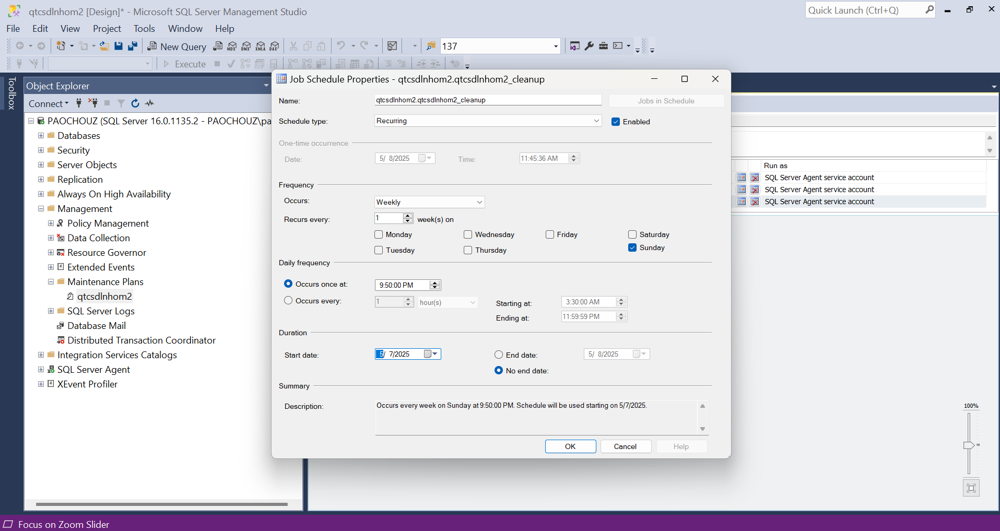 qtcsdlnhom2 [Design]* - Microsoft SQL Server Management Studio
Quick Launch (Ctrl+Q)
File Edit View Project Tools Window Help
New Query MDX DMX XMLA DAX 137
Execute
Toolbox
Object Explorer
Connect
PAOCHOUZ (SQL Server 16.0.1135.2 - PAOCHOUZ\pa
Databases
Security
Server Objects
Replication
Always On High Availability
Management
Policy Management
Data Collection
Resource Governor
Extended Events
Maintenance Plans
qtcsdlnhom2
SQL Server Logs
Database Mail
Distributed Transaction Coordinator
Integration Services Catalogs
SQL Server Agent
XEvent Profiler
Job Schedule Properties - qtcsdlnhom2.qtcsdlnhom2_cleanup
Name: qtcsdlnhom2.qtcsdlnhom2_cleanup Jobs in Schedule
Schedule type: Recurring Enabled
One-time occurrence
Date: 5/ 8/2025 Time: 11:45:36 AM
Frequency
Occurs: Weekly
Recurs every: 1 week(s) on
Monday Wednesday Friday Saturday
Tuesday Thursday Sunday
Daily frequency
Occurs once at: 9:50:00 PM
Occurs every: 1 hour(s) Starting at: 3:30:00 AM
Ending at: 11:59:59 PM
Duration
Start date: 5/ 7/2025 End date: 5/ 8/2025
No end date:
Summary
Description: Occurs every week on Sunday at 9:50:00 PM. Schedule will be used starting on 5/7/2025.
OK Cancel Help
Run as
SQL Server Agent service account
SQL Server Agent service account
SQL Server Agent service account
100%
Focus on Zoom Slider